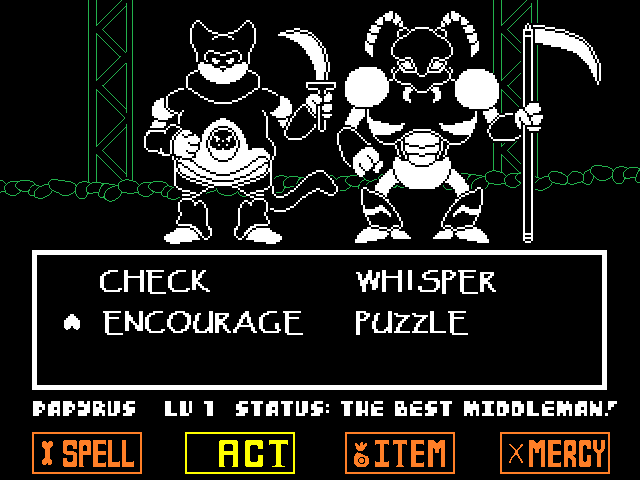 CHECK WHISPER
ENCOURAGE PUZZLE
PAPYRUS LV 1 STATUS: THE BEST MIDDLEMAN!
SPELL ACT ITEM MERCY